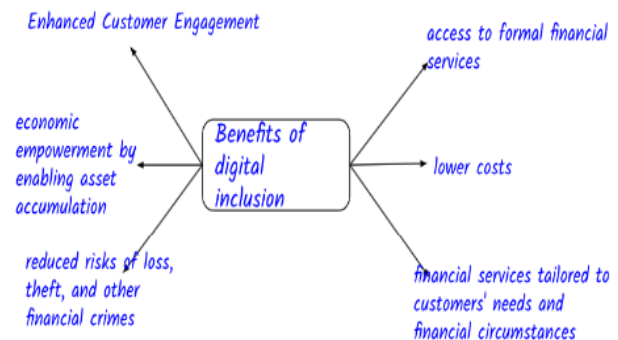 Enhanced Customer Engagement
access to formal financial
services
economic
empowerment by
enabling asset
accumulation
Benefits of
digital
inclusion
lower costs
reduced risks of loss,
theft, and other
financial crimes
financial services tailored to
customers' needs and
financial circumstances